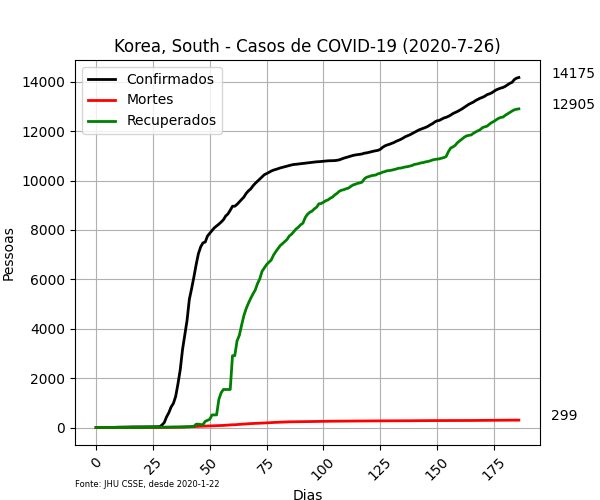 Korea, South - Casos de COVID-19 (2020-7-26)
Confirmados
Mortes
Recuperados
14175
12905
299
14000
12000
10000
8000
6000
4000
2000
0
Pessoas
0 25 50 75 100 125 150 175
Fonte: JHU CSSE, desde 2020-1-22
Dias